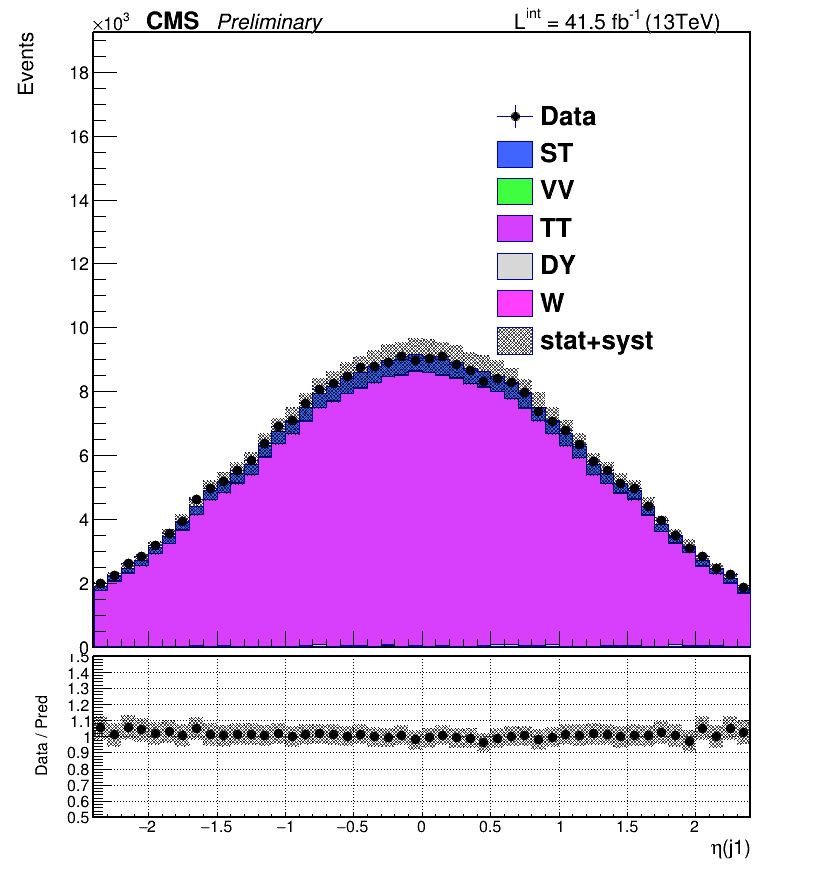 ×10³ CMS Preliminary L^int = 41.5 fb⁻¹ (13TeV)
Events
18
16
14
12
10
8
6
4
2
0
Data
ST
VV
TT
DY
W
stat+syst
Data / Pred
1.5
1.4
1.3
1.2
1.1
1
0.9
0.8
0.7
0.6
0.5
−2 −1.5 −1 −0.5 0 0.5 1 1.5 2
η(j1)